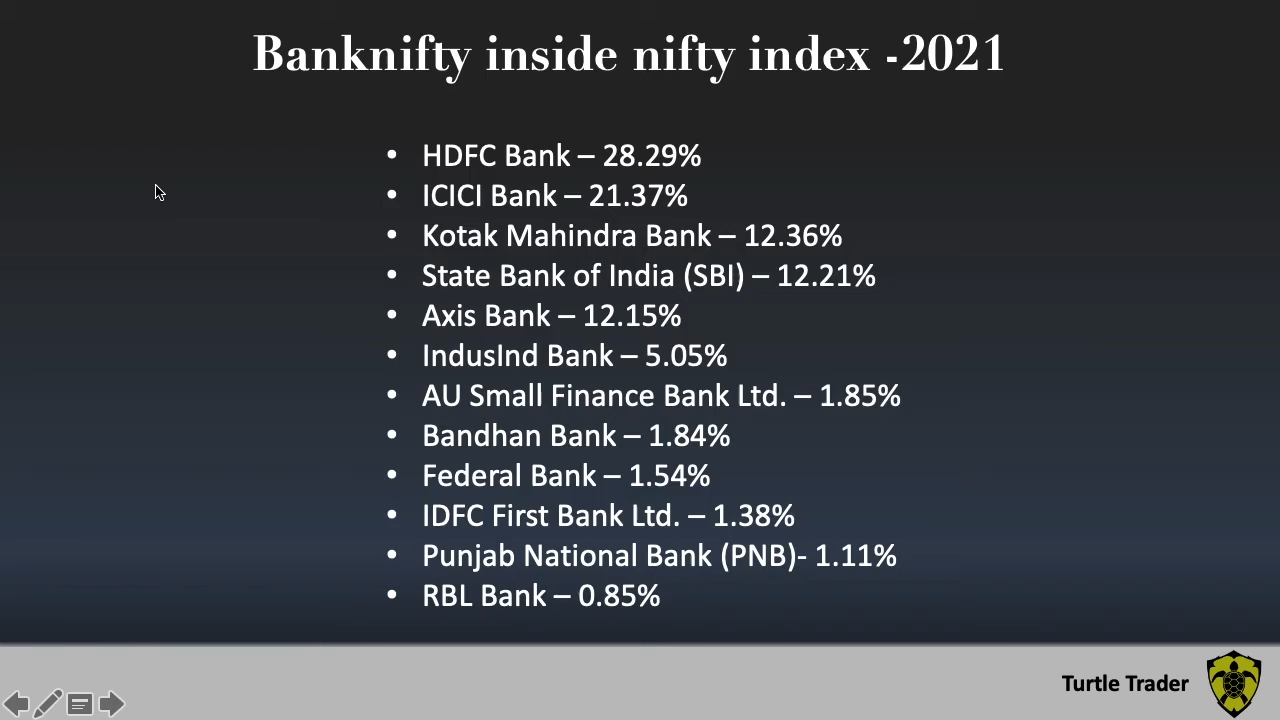 Banknifty inside nifty index -2021
• HDFC Bank – 28.29%
• ICICI Bank – 21.37%
• Kotak Mahindra Bank – 12.36%
• State Bank of India (SBI) – 12.21%
• Axis Bank – 12.15%
• IndusInd Bank – 5.05%
• AU Small Finance Bank Ltd. – 1.85%
• Bandhan Bank – 1.84%
• Federal Bank – 1.54%
• IDFC First Bank Ltd. – 1.38%
• Punjab National Bank (PNB)- 1.11%
• RBL Bank – 0.85%
Turtle Trader